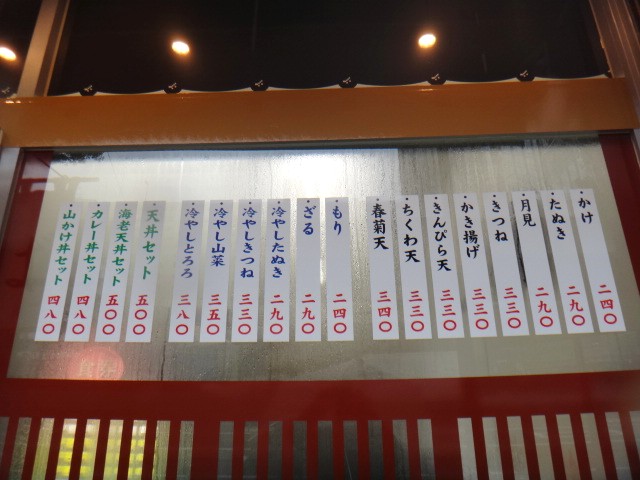 かけ 二四〇
たぬき 二九〇
月見 二九〇
きつね 三三〇
かき揚げ 三三〇
きんぴら天 三三〇
ちくわ天 三三〇
春菊天 三四〇
もり 二四〇
ざる 二九〇
冷やしたぬき 二九〇
冷やしきつね 三三〇
冷やし山菜 三五〇
冷やしとろろ 三八〇
天丼セット 五〇〇
海老天丼セット 五〇〇
カレー丼セット 四八〇
山かけ丼セット 四八〇